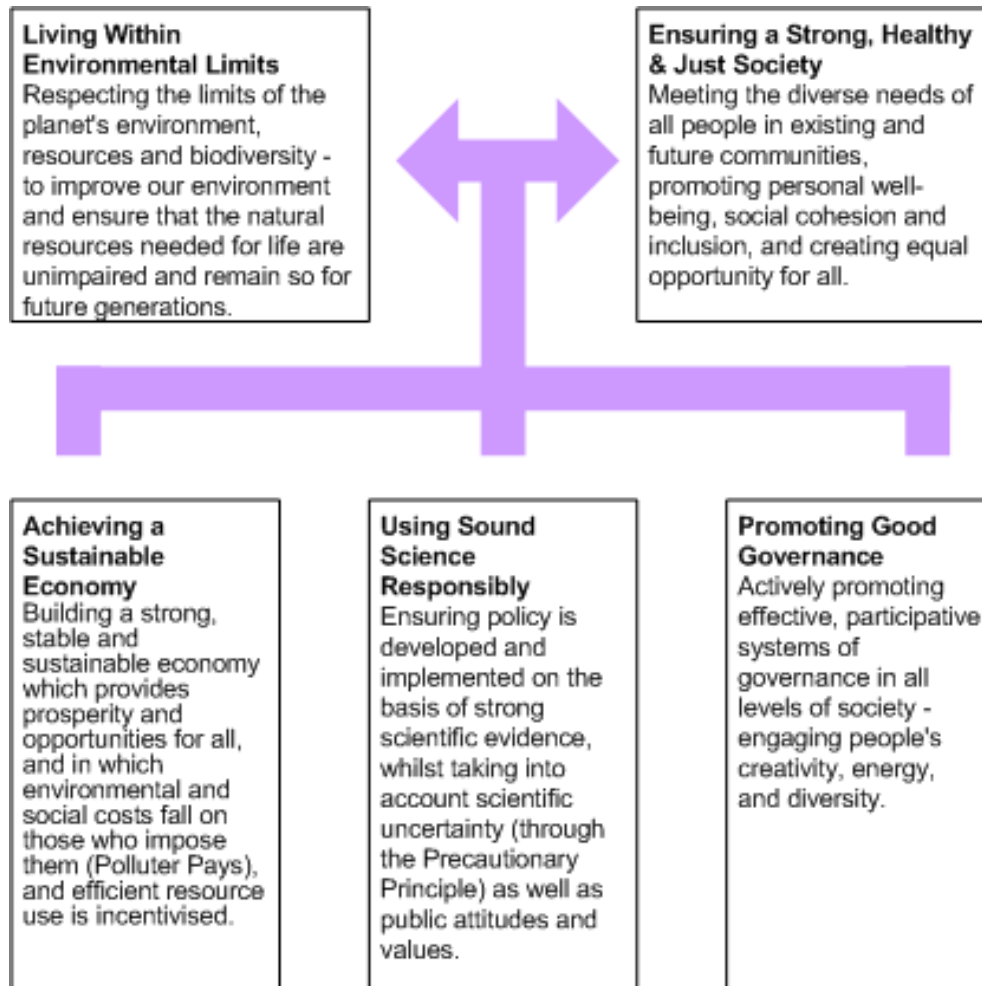 Living Within
Environmental Limits
Respecting the limits of the
planet's environment,
resources and biodiversity -
to improve our environment
and ensure that the natural
resources needed for life are
unimpaired and remain so for
future generations.
Ensuring a Strong, Healthy
& Just Society
Meeting the diverse needs of
all people in existing and
future communities,
promoting personal well-
being, social cohesion and
inclusion, and creating equal
opportunity for all.
Achieving a
Sustainable
Economy
Building a strong,
stable and
sustainable economy
which provides
prosperity and
opportunities for all,
and in which
environmental and
social costs fall on
those who impose
them (Polluter Pays),
and efficient resource
use is incentivised.
Using Sound
Science
Responsibly
Ensuring policy is
developed and
implemented on the
basis of strong
scientific evidence,
whilst taking into
account scientific
uncertainty (through
the Precautionary
Principle) as well as
public attitudes and
values.
Promoting Good
Governance
Actively promoting
effective, participative
systems of
governance in all
levels of society -
engaging people's
creativity, energy,
and diversity.